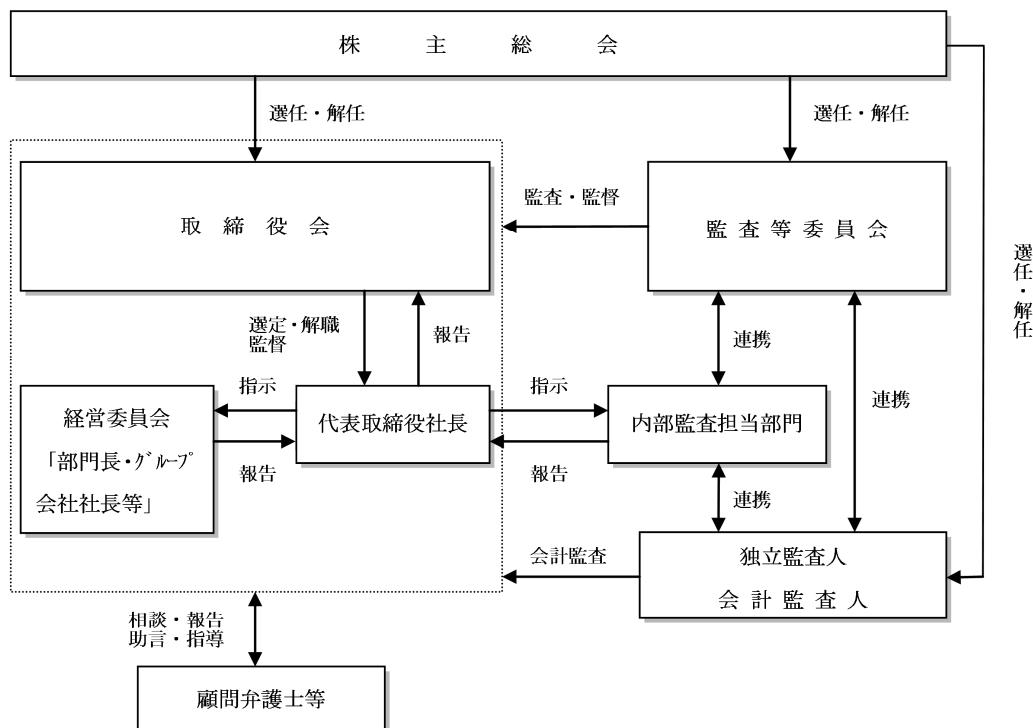 株主総会
選任・解任
選任・解任
取締役会
監査・監督
監査等委員会
選任・解任
選定・解職
監督
報告
連携
連携
指示
指示
経営委員会
「部門長・ｸﾞﾙｰﾌﾟ
会社社長等」
代表取締役社長
内部監査担当部門
報告
報告
連携
会計監査
独立監査人
会計監査人
相談・報告
助言・指導
顧問弁護士等